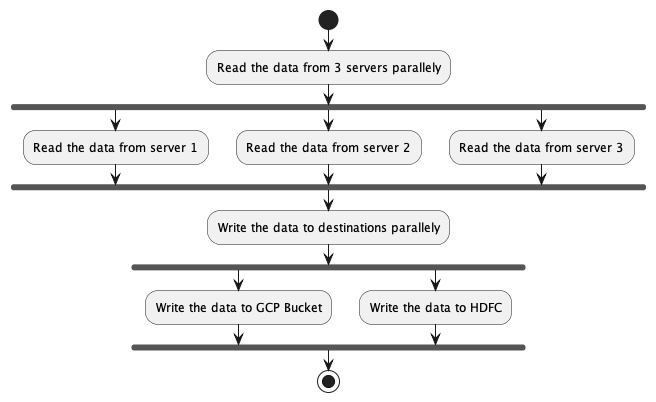 Read the data from 3 servers parallely
Read the data from server 1
Read the data from server 2
Read the data from server 3
Write the data to destinations parallely
Write the data to GCP Bucket
Write the data to HDFC